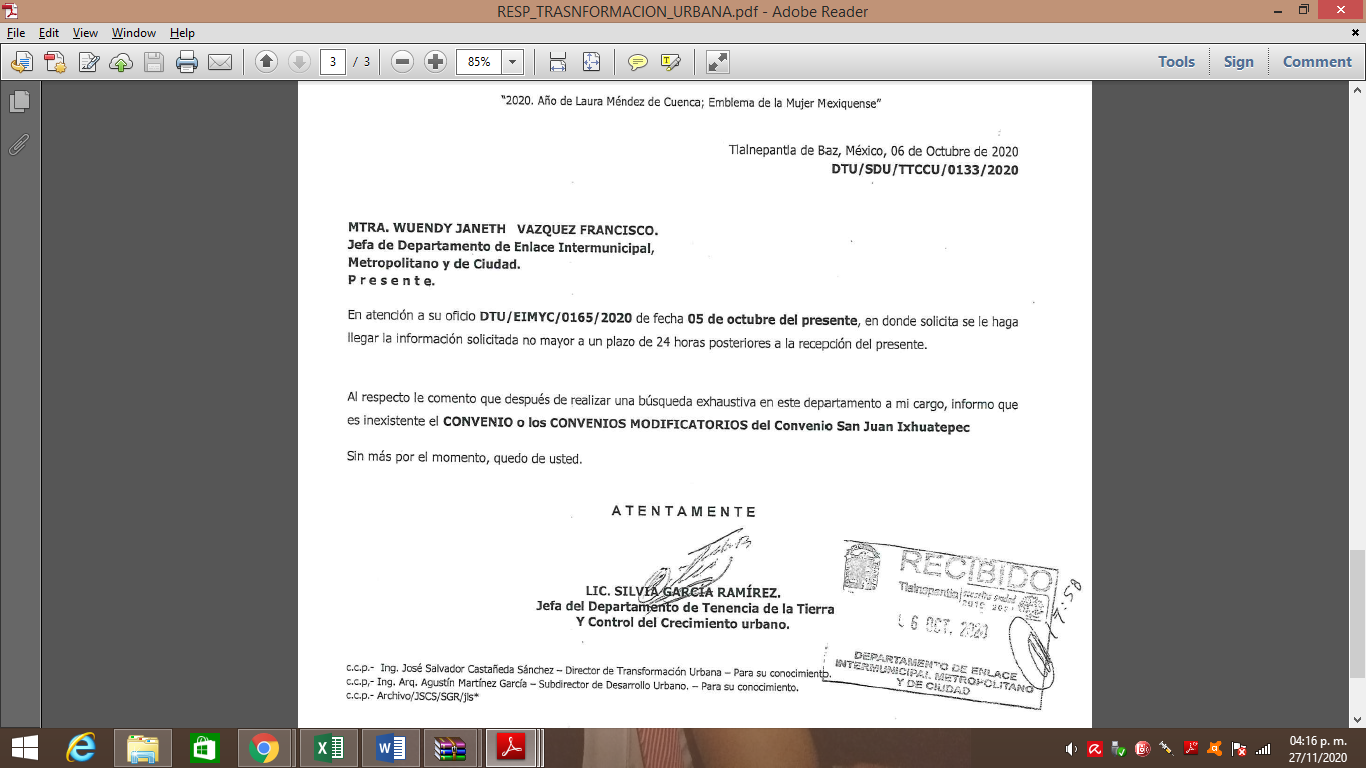 RESP_TRASNFORMACION_URBANA.pdf - Adobe Reader
File Edit View Window Help
3 / 3 85% Tools Sign Comment
"2020. Año de Laura Méndez de Cuenca; Emblema de la Mujer Mexiquense"
Tlalnepantla de Baz, México, 06 de Octubre de 2020
DTU/SDU/TTCCU/0133/2020
MTRA. WUENDY JANETH VAZQUEZ FRANCISCO.
Jefa de Departamento de Enlace Intermunicipal,
Metropolitano y de Ciudad.
P r e s e n t e.
En atención a su oficio DTU/EIMYC/0165/2020 de fecha 05 de octubre del presente, en donde solicita se le haga
llegar la información solicitada no mayor a un plazo de 24 horas posteriores a la recepción del presente.
Al respecto le comento que después de realizar una búsqueda exhaustiva en este departamento a mi cargo, informo que
es inexistente el CONVENIO o los CONVENIOS MODIFICATORIOS del Convenio San Juan Ixhuatepec
Sin más por el momento, quedo de usted.
A T E N T A M E N T E
LIC. SILVIA GARCÍA RAMÍREZ.
Jefa del Departamento de Tenencia de la Tierra
Y Control del Crecimiento urbano.
RECIBIDO
Tlalnepantla
6 OCT. 2020
DEPARTAMENTO DE ENLACE
INTERMUNICIPAL METROPOLITANO
Y DE CIUDAD
c.c.p.- Ing. José Salvador Castañeda Sánchez – Director de Transformación Urbana – Para su conocimiento.
c.c.p,- Ing. Arq. Agustín Martínez García – Subdirector de Desarrollo Urbano. – Para su conocimiento.
c.c.p.- Archivo/JSCS/SGR/jls*
04:16 p. m.
27/11/2020